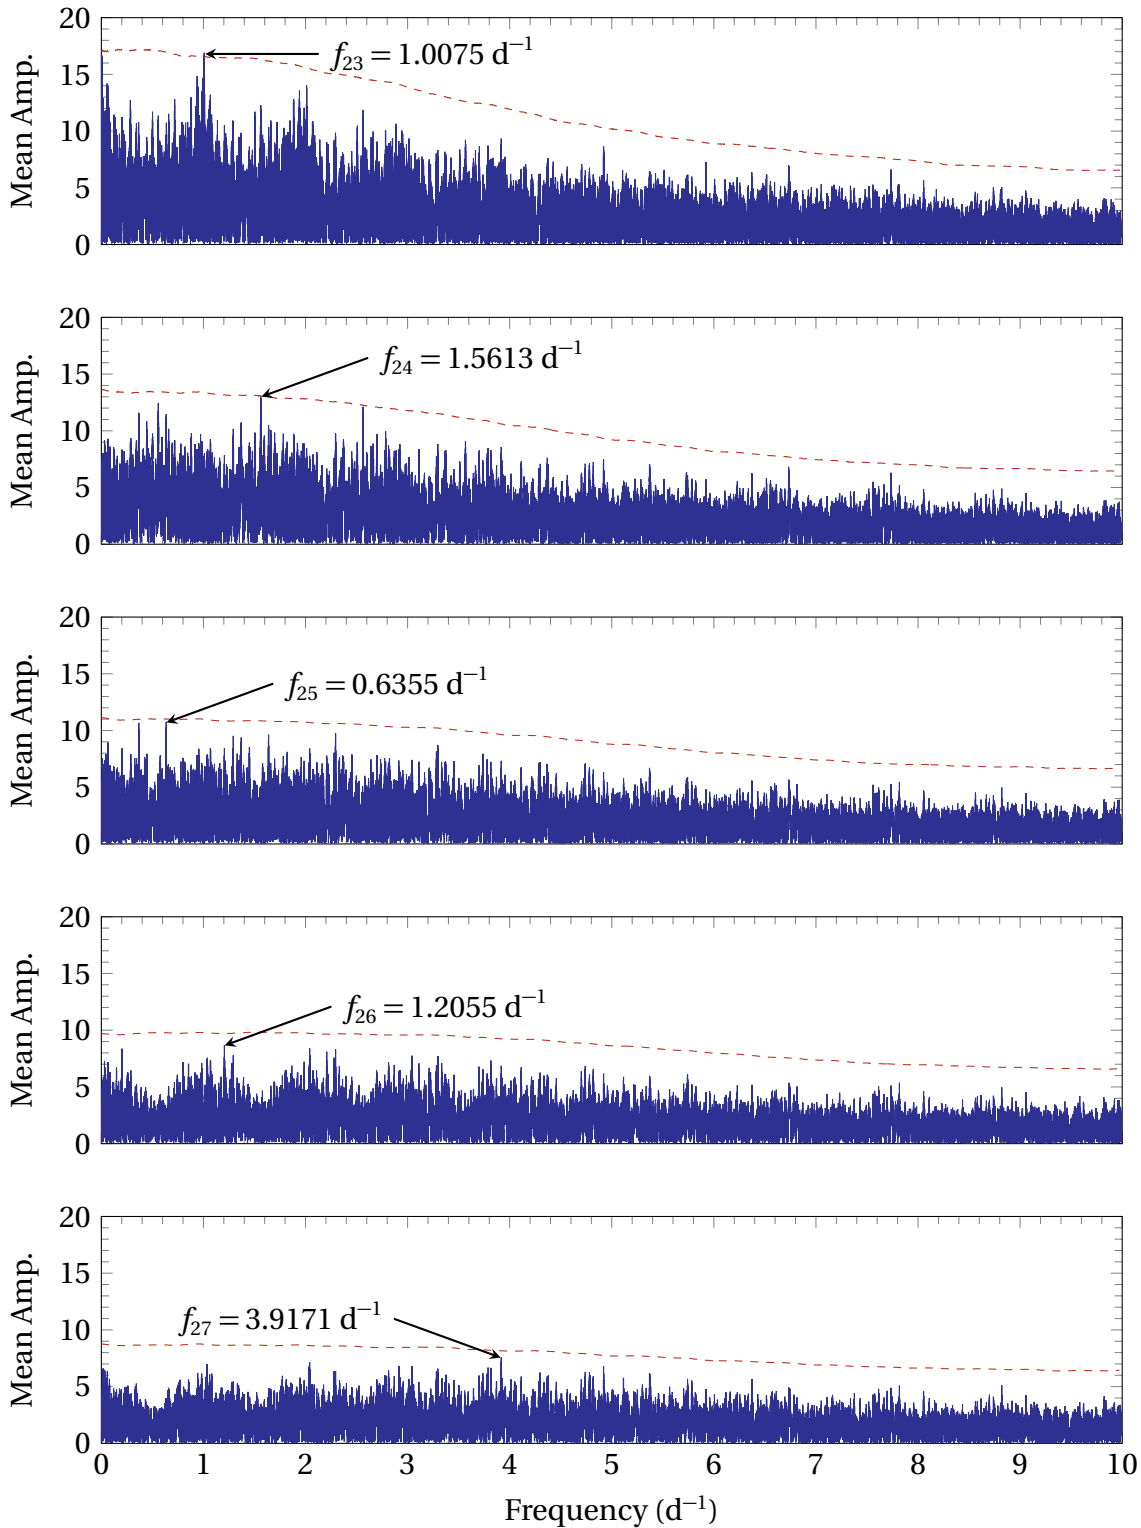 20
15
10
5
0
Mean Amp.
f₂₃ = 1.0075 d⁻¹
20
15
10
5
0
Mean Amp.
f₂₄ = 1.5613 d⁻¹
20
15
10
5
0
Mean Amp.
f₂₅ = 0.6355 d⁻¹
20
15
10
5
0
Mean Amp.
f₂₆ = 1.2055 d⁻¹
20
15
10
5
0
Mean Amp.
f₂₇ = 3.9171 d⁻¹
0 1 2 3 4 5 6 7 8 9 10
Frequency (d⁻¹)